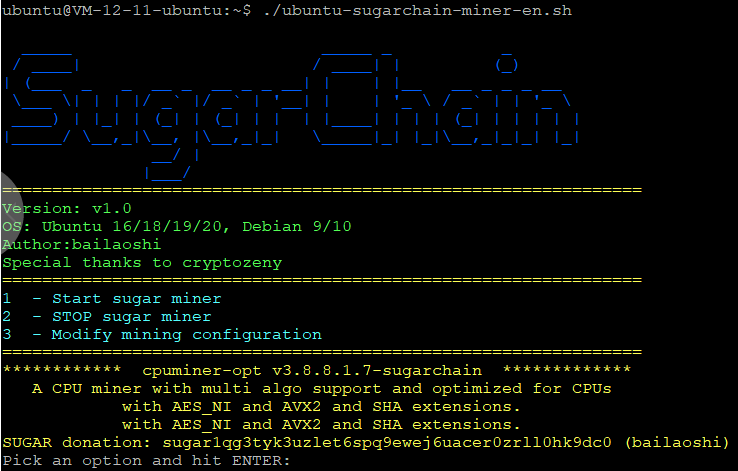 ubuntu@VM-12-11-ubuntu:~$ ./ubuntu-sugarchain-miner-en.sh
SugarChain
================================================================
Version: v1.0
OS: Ubuntu 16/18/19/20, Debian 9/10
Author:bailaoshi
Special thanks to cryptozeny
================================================================
1  - Start sugar miner
2  - STOP sugar miner
3  - Modify mining configuration
================================================================
************  cpuminer-opt v3.8.8.1.7-sugarchain  *************
A CPU miner with multi algo support and optimized for CPUs
with AES_NI and AVX2 and SHA extensions.
with AES_NI and AVX2 and SHA extensions.
SUGAR donation: sugar1qg3tyk3uzlet6spq9ewej6uacer0zrll0hk9dc0 (bailaoshi)
Pick an option and hit ENTER: